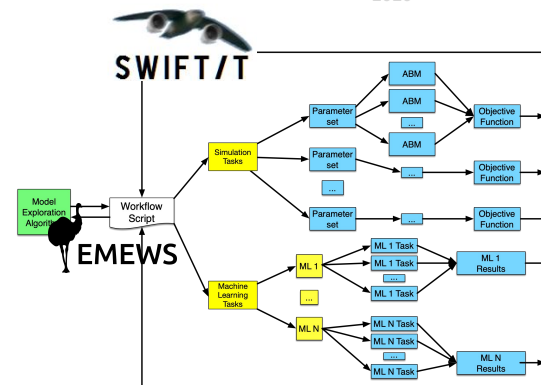 SWIFT/T
ABM
ABM
...
ABM
Parameter
set
Objective
Function
Simulation
Tasks
Parameter
set
...
Objective
Function
...
Parameter
set
...
Objective
Function
Model
Exploration
Workflow
Script
EMEWS
Machine
Learning
Tasks
ML 1
ML 1 Task
ML 1 Task
...
ML 1 Task
ML 1
Results
...
ML N
ML N Task
ML N Task
...
ML N Task
ML N
Results